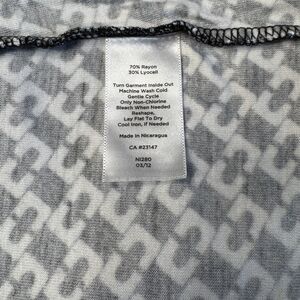 70% Rayon
30% Lyocell
Turn Garment Inside Out
Machine Wash Cold
Gentle Cycle
Only Non-Chlorine
Bleach When Needed
Reshape,
Lay Flat To Dry
Cool Iron, if Needed
Made in Nicaragua
CA #23147
NI280
03/12